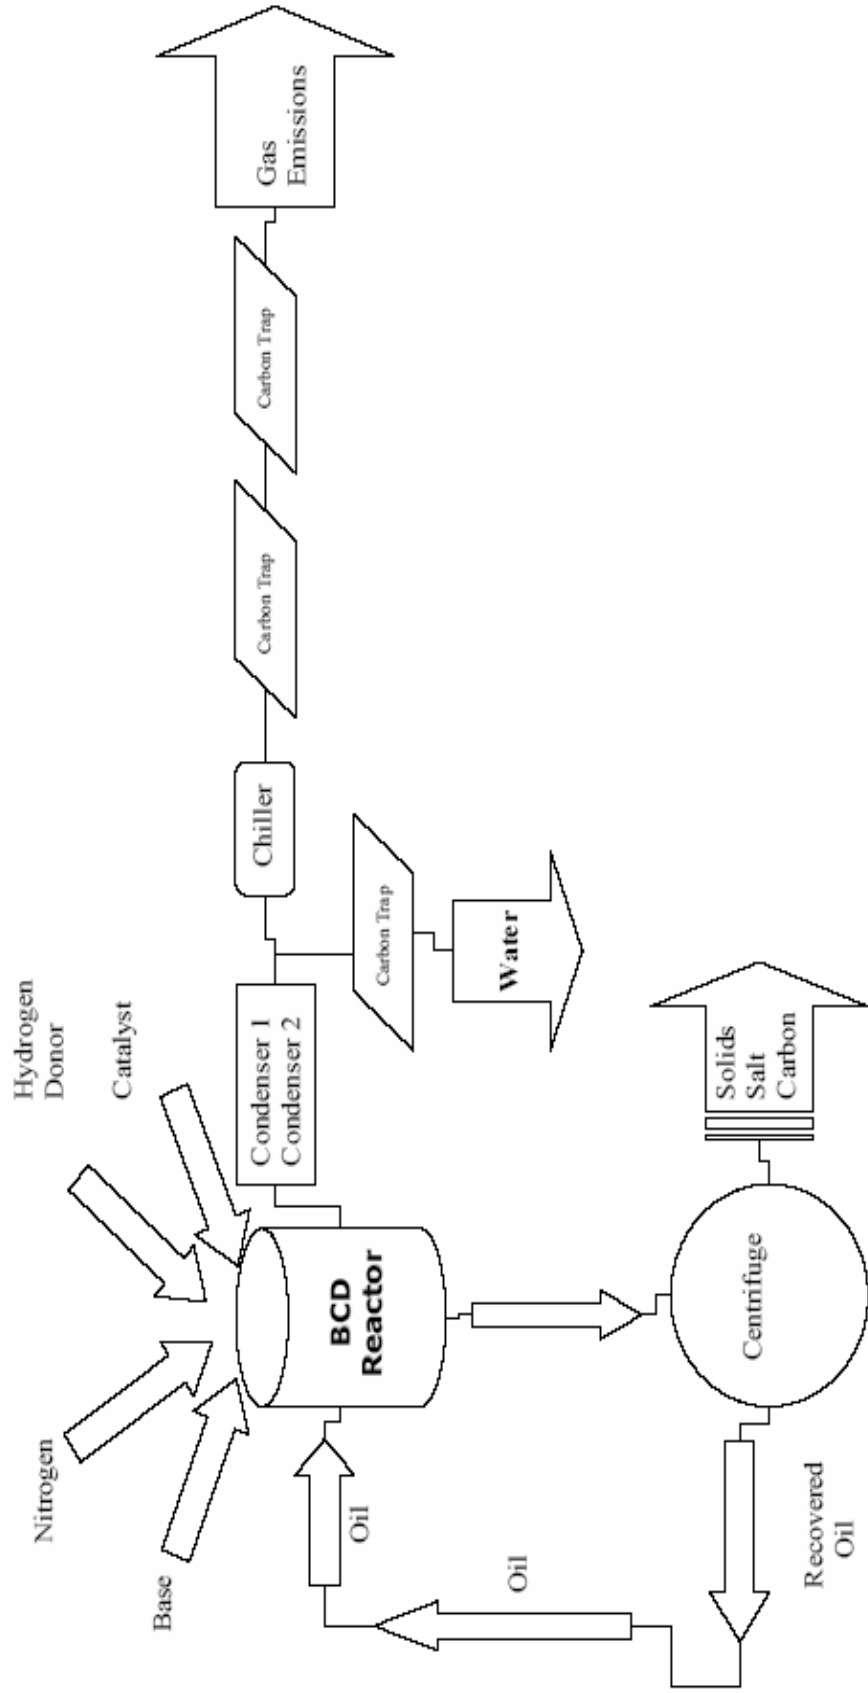 Nitrogen
Hydrogen
Donor
Base
Catalyst
BCD
Reactor
Condenser 1
Condenser 2
Chiller
Carbon Trap
Carbon Trap
Gas
Emissions
Carbon Trap
Water
Oil
Oil
Recovered
Oil
Centrifuge
Solids
Salt
Carbon